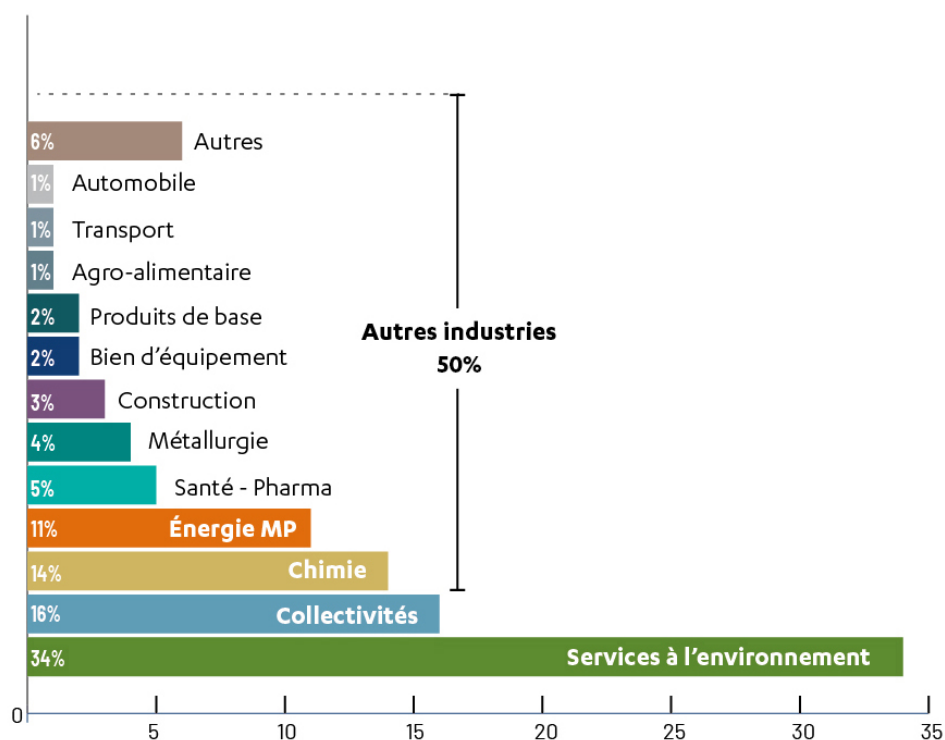 6% Autres
1% Automobile
1% Transport
1% Agro-alimentaire
2% Produits de base
Autres industries
50%
2% Bien d’équipement
3% Construction
4% Métallurgie
5% Santé - Pharma
11% Énergie MP
14% Chimie
16% Collectivités
34% Services à l’environnement
0 5 10 15 20 25 30 35